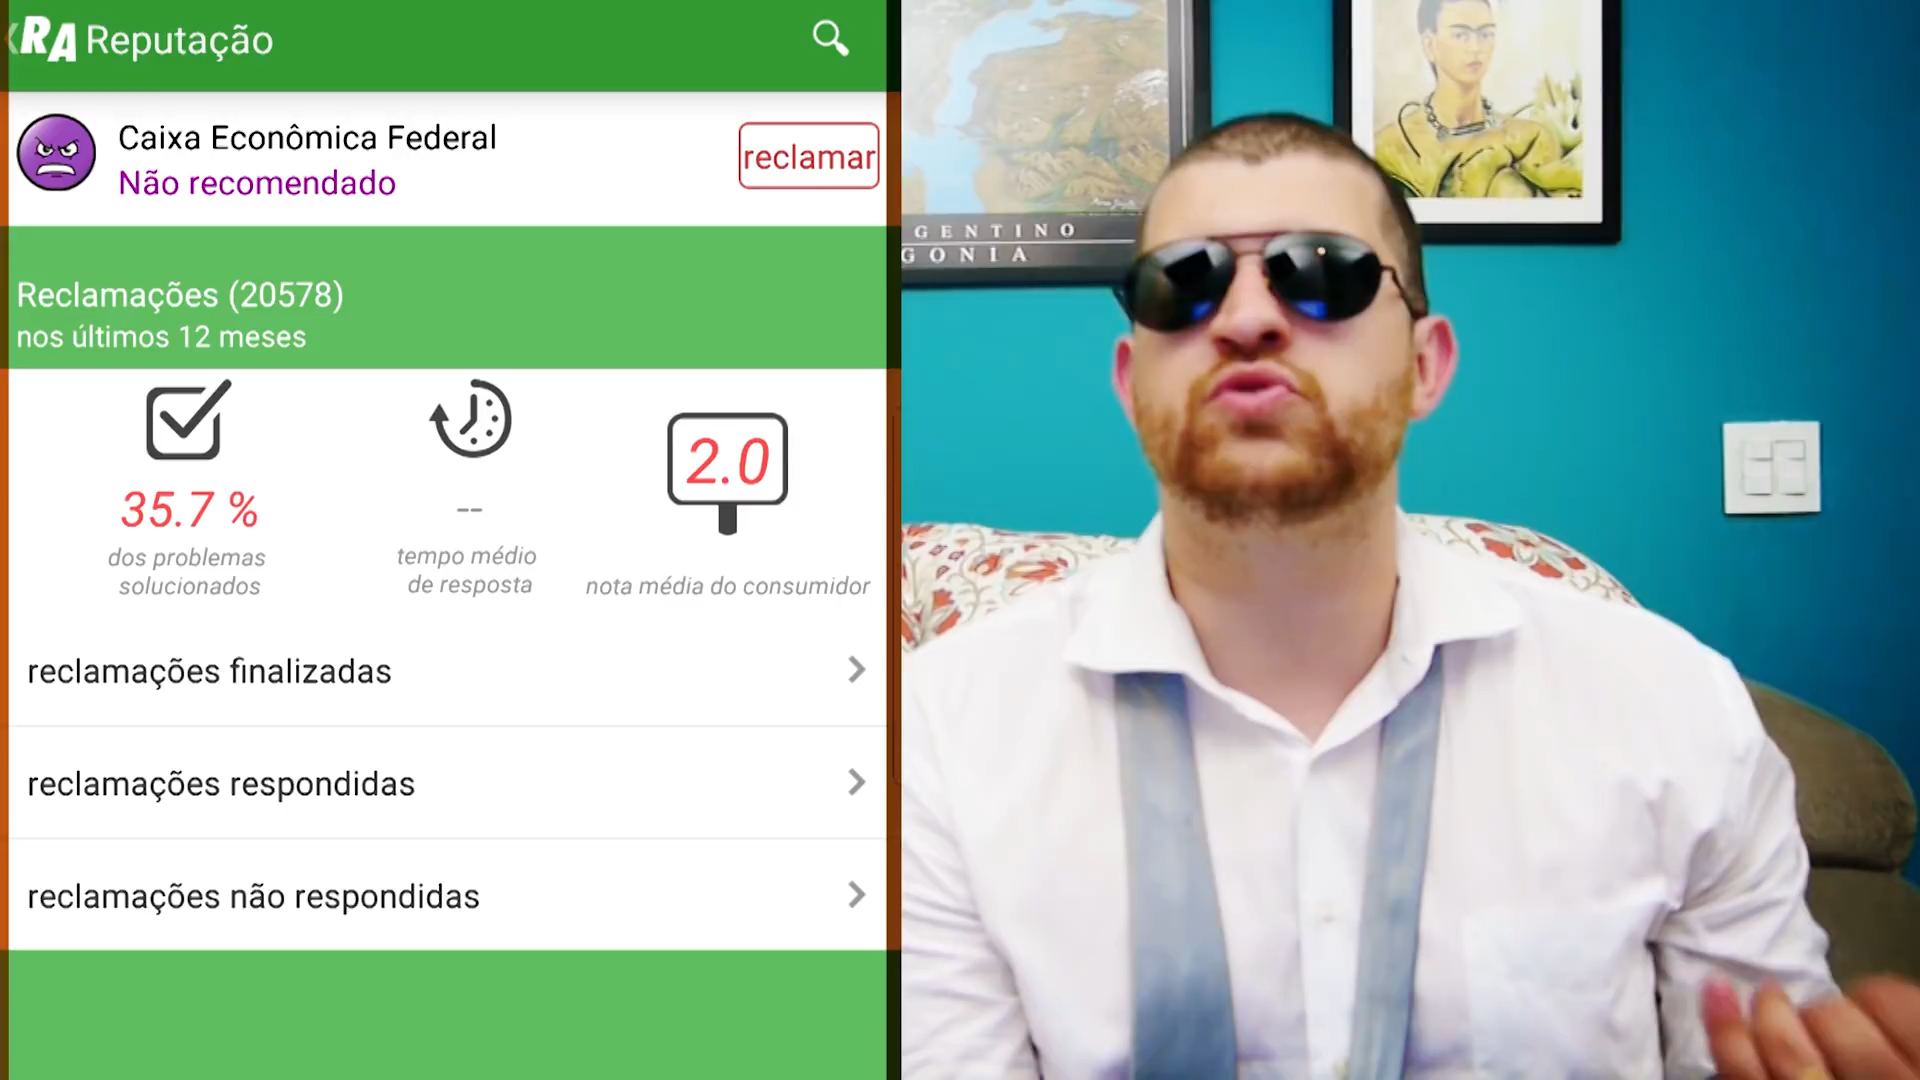 RA Reputação
Caixa Econômica Federal
Não recomendado
reclamar
Reclamações (20578)
nos últimos 12 meses
35.7 %
dos problemas
solucionados
--
tempo médio
de resposta
2.0
nota média do consumidor
reclamações finalizadas
reclamações respondidas
reclamações não respondidas
GENTINO
GONIA